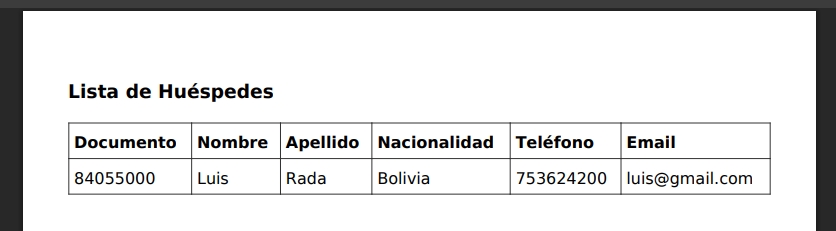 Lista de Huéspedes
Documento Nombre Apellido Nacionalidad Teléfono Email
84055000 Luis Rada Bolivia 753624200 luis@gmail.com